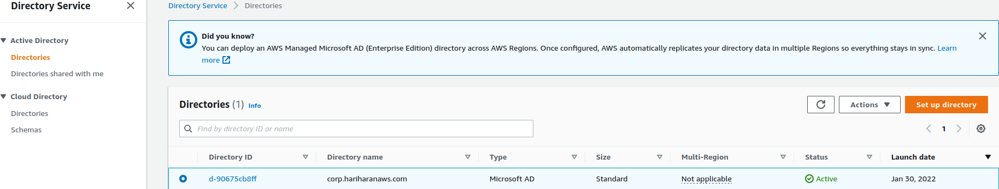 Directory Service
Directory Service > Directories
Did you know?
Active Directory
You can deploy an AWS Managed Microsoft AD (Enterprise Edition) directory across AWS Regions. Once configured, AWS automatically replicates your directory data in multiple Regions so everything stays in sync. Learn
more
Directories
Directories shared with me
Cloud Directory
Directories
Schemas
Directories (1) Info
Actions
Set up directory
Find by directory ID or name
1
Directory ID Directory name Type Size Multi-Region Status Launch date
d-90675cb8ff corp.hariharanaws.com Microsoft AD Standard Not applicable Active Jan 30, 2022